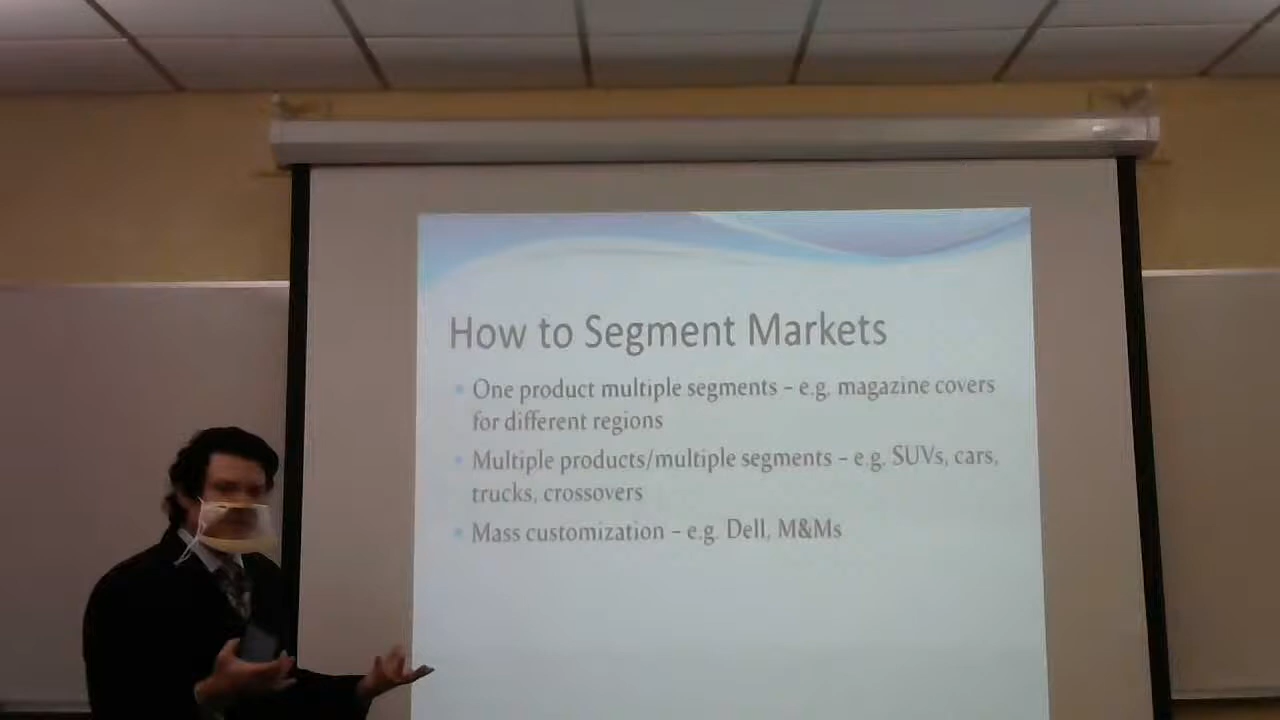 How to Segment Markets
One product multiple segments – e.g. magazine covers
for different regions
Multiple products/multiple segments – e.g. SUVs, cars,
trucks, crossovers
Mass customization – e.g. Dell, M&Ms